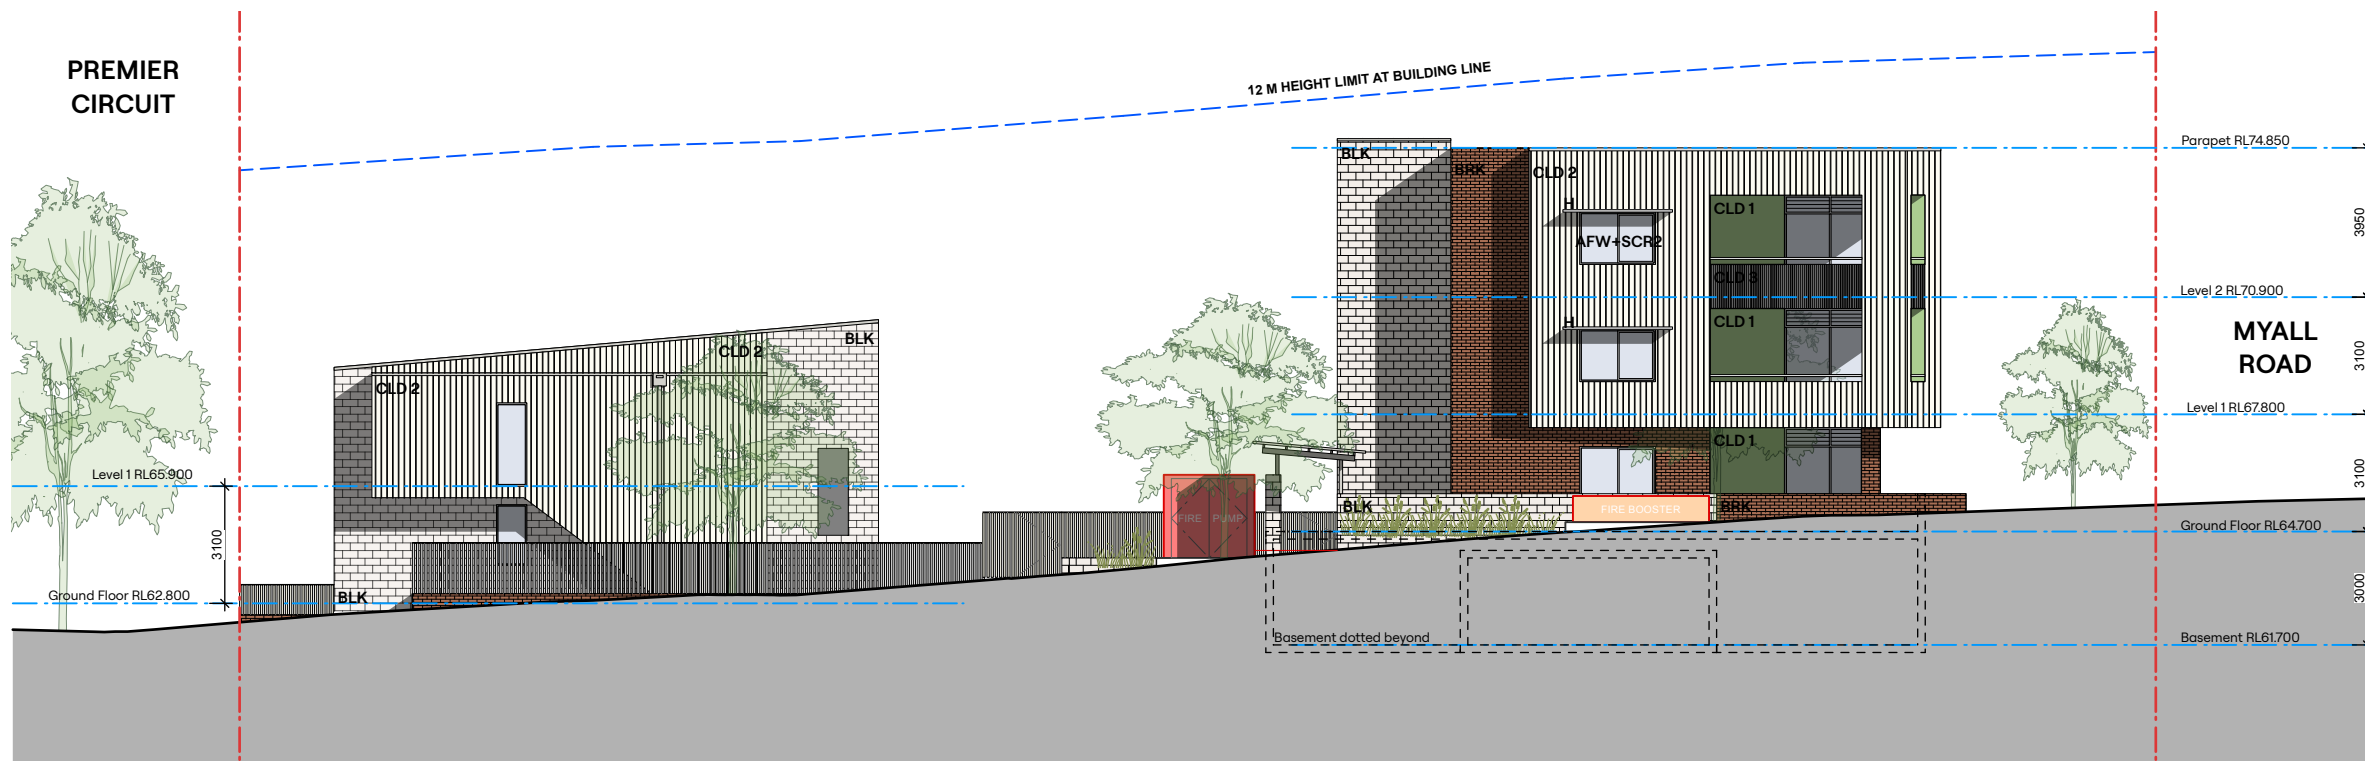 PREMIER
CIRCUIT
12 M HEIGHT LIMIT AT BUILDING LINE
Parapet RL74.850
BLK
BRK
CLD 2
H
CLD 1
AFW+SCR2
3950
CLD 3
Level 2 RL70.900
H
CLD 1
MYALL
ROAD
BLK
CLD 2
CLD 2
3100
Level 1 RL67.800
CLD 1
Level 1 RL65.900
3100
BLK
FIRE BOOSTER
BRK
FIRE PUMP
Ground Floor RL64.700
3100
Ground Floor RL62.800
BLK
3000
Basement dotted beyond
Basement RL61.700